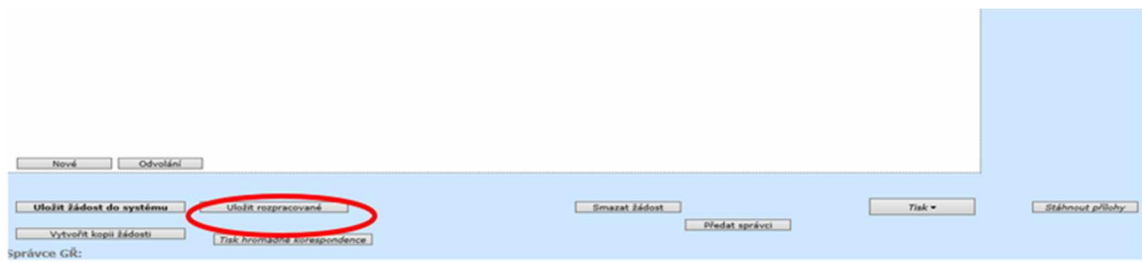 Nové Odvolání
Uložit žádost do systému Uložit rozpracované Smazat žádost Tisk Stáhnout přílohy
Předat správci
Vytvořit kopii žádosti Tisk hromadné korespondence
Správce GŘ: